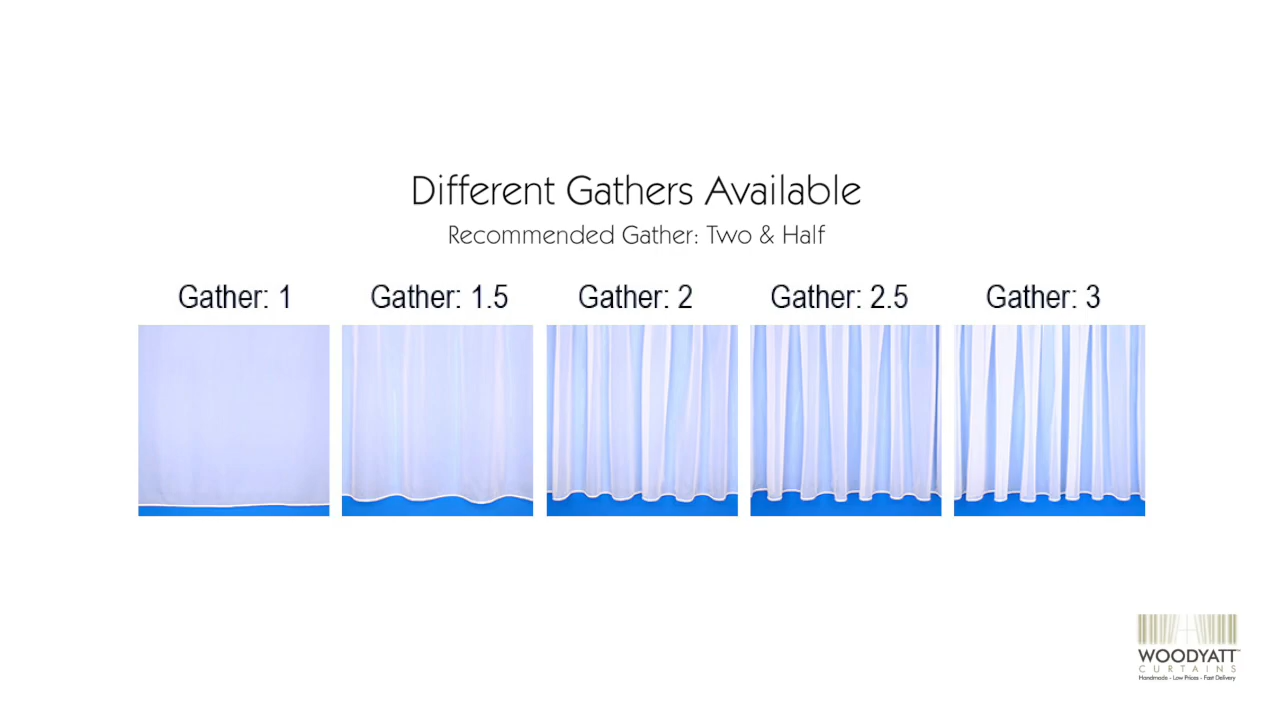 Different Gathers Available
Recommended Gather: Two & Half
Gather: 1
Gather: 1.5
Gather: 2
Gather: 2.5
Gather: 3
WOODYATT™
CURTAINS
Handmade - Low Prices - Fast Delivery